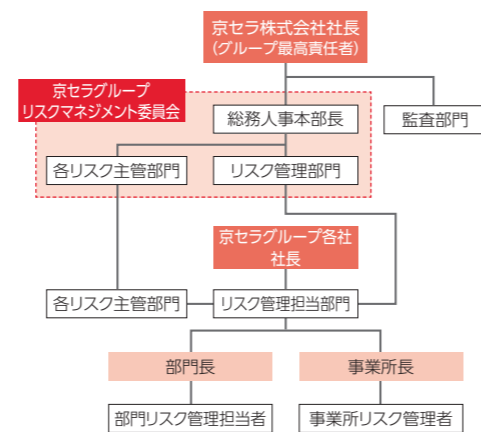 京セラ株式会社社長
(グループ最高責任者)
京セラグループ
リスクマネジメント委員会
総務人事本部長
監査部門
各リスク主管部門
リスク管理部門
京セラグループ各社
社長
各リスク主管部門
リスク管理担当部門
部門長
事業所長
部門リスク管理担当者
事業所リスク管理者